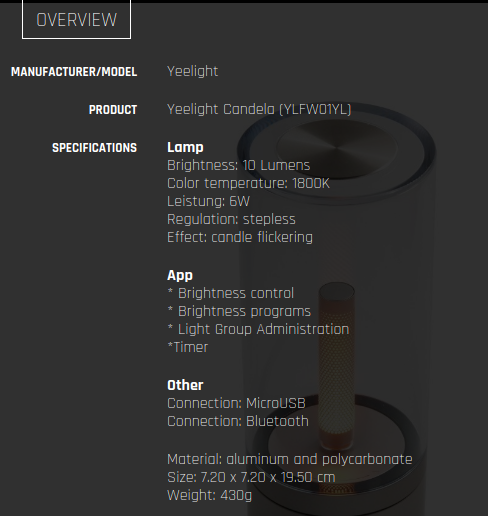 OVERVIEW
MANUFACTURER/MODEL Yeelight
PRODUCT Yeelight Candela (YLFW01YL)
SPECIFICATIONS Lamp
Brightness: 10 Lumens
Color temperature: 1800K
Leistung: 6W
Regulation: stepless
Effect: candle flickering
App
* Brightness control
* Brightness programs
* Light Group Administration
*Timer
Other
Connection: MicroUSB
Connection: Bluetooth
Material: aluminum and polycarbonate
Size: 7.20 x 7.20 x 19.50 cm
Weight: 430g